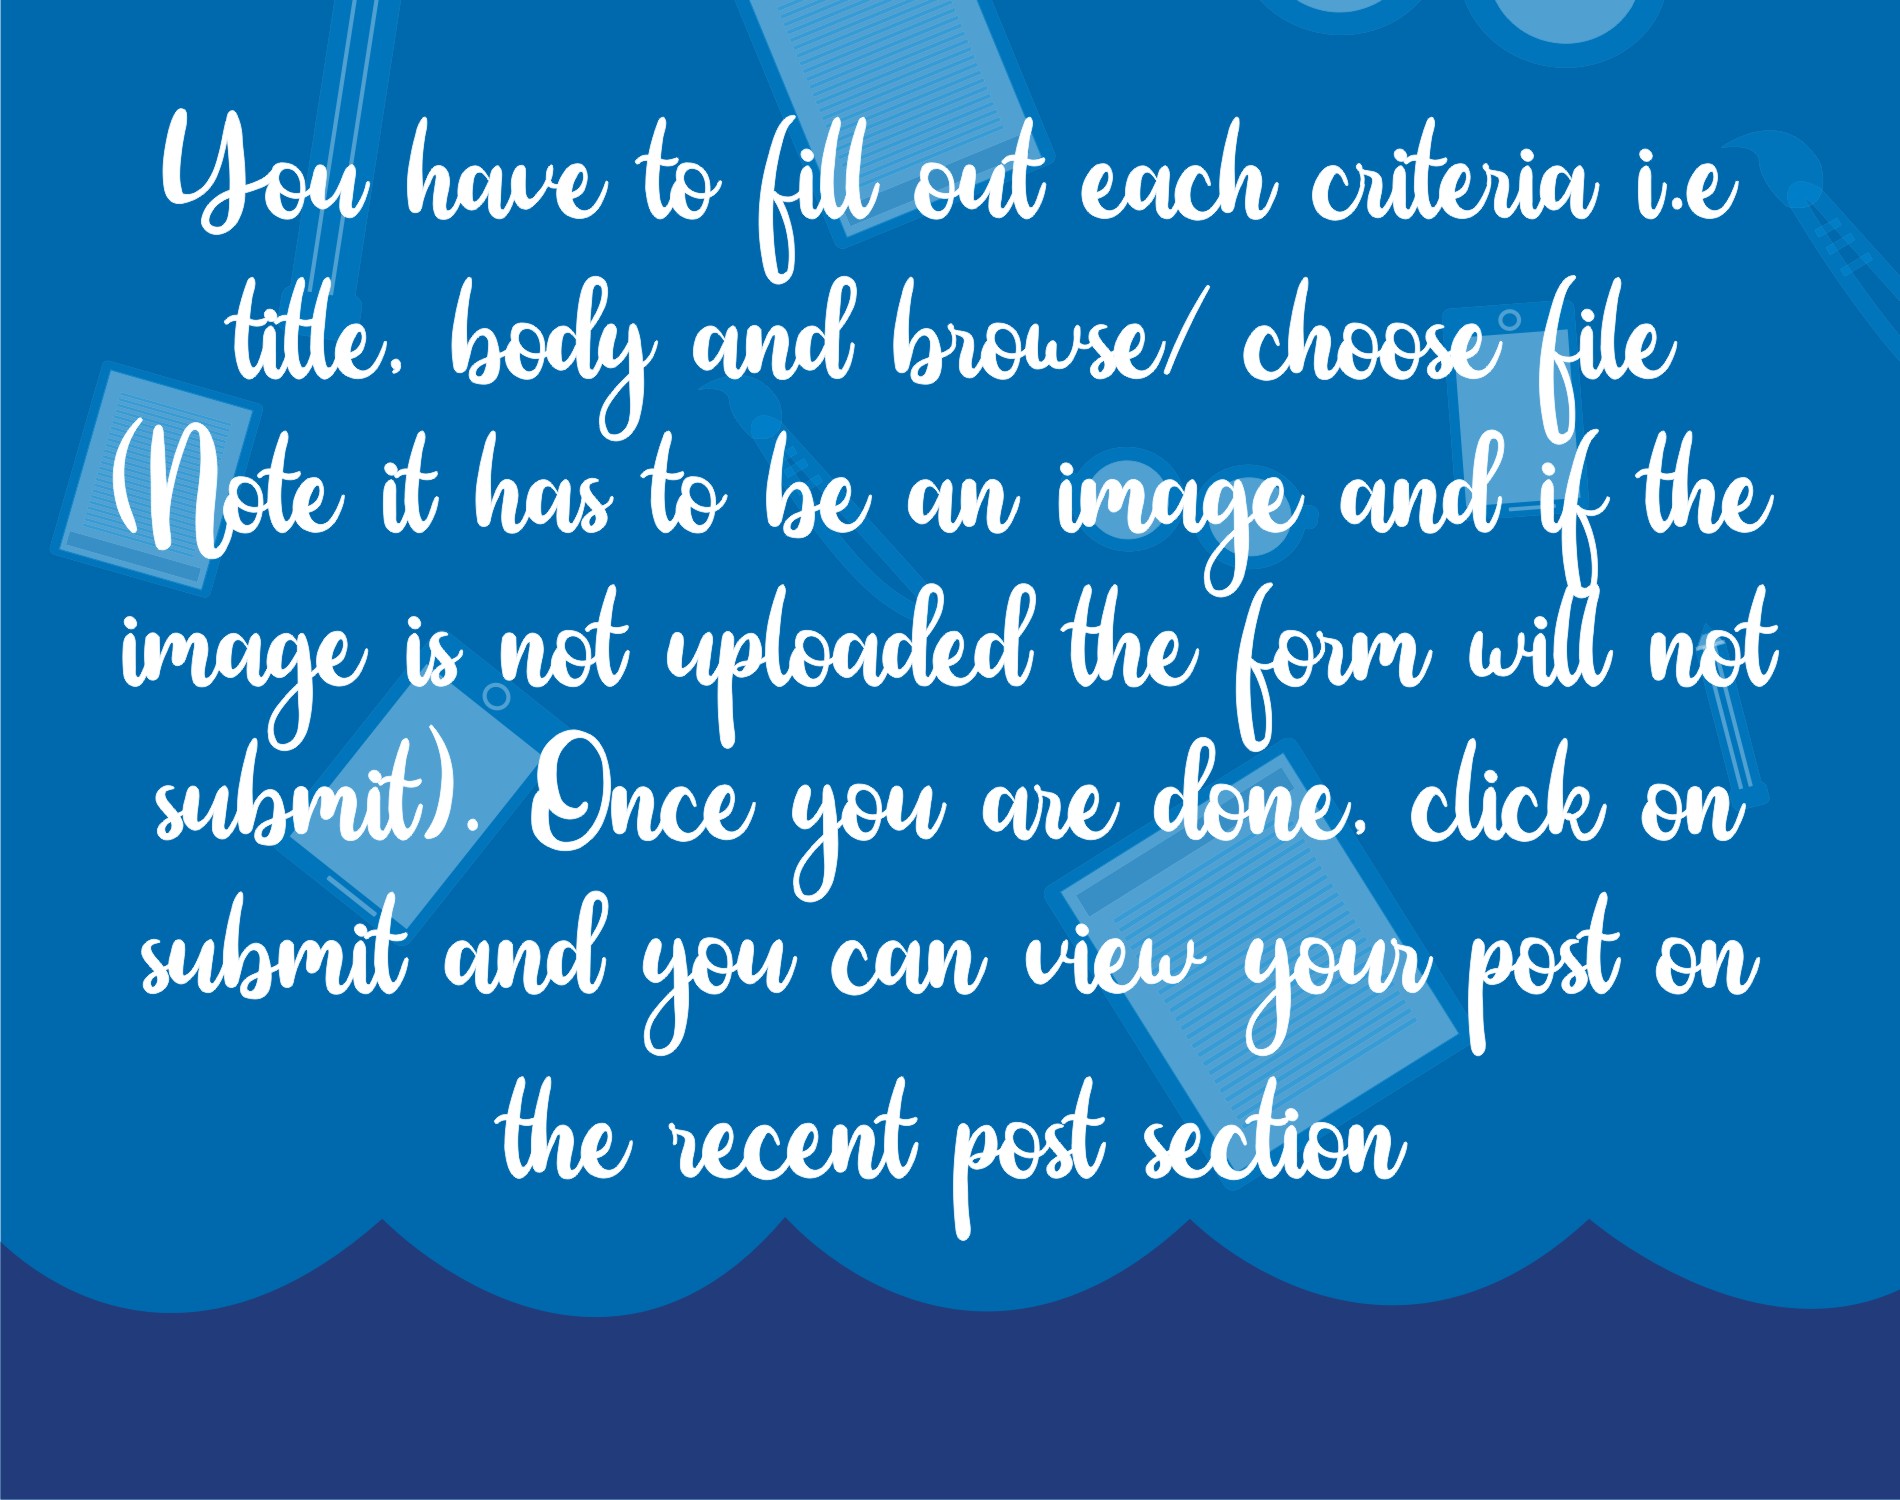 You have to fill out each criteria i.e
title, body and browse/ choose file
(Note it has to be an image and if the
image is not uploaded the form will not
submit). Once you are done, click on
submit and you can view your post on
the recent post section